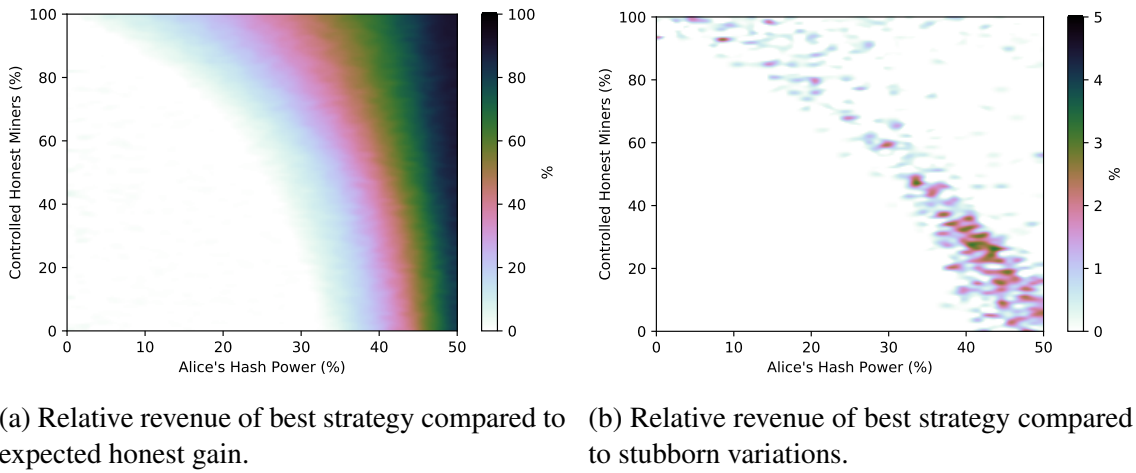 100
80
60
40
20
0
Controlled Honest Miners (%)
0 10 20 30 40 50
Alice's Hash Power (%)
100
80
60
40
20
0
%
(a) Relative revenue of best strategy compared to
expected honest gain.
100
80
60
40
20
0
Controlled Honest Miners (%)
0 10 20 30 40 50
Alice's Hash Power (%)
5
4
3
2
1
0
%
(b) Relative revenue of best strategy compared
to stubborn variations.